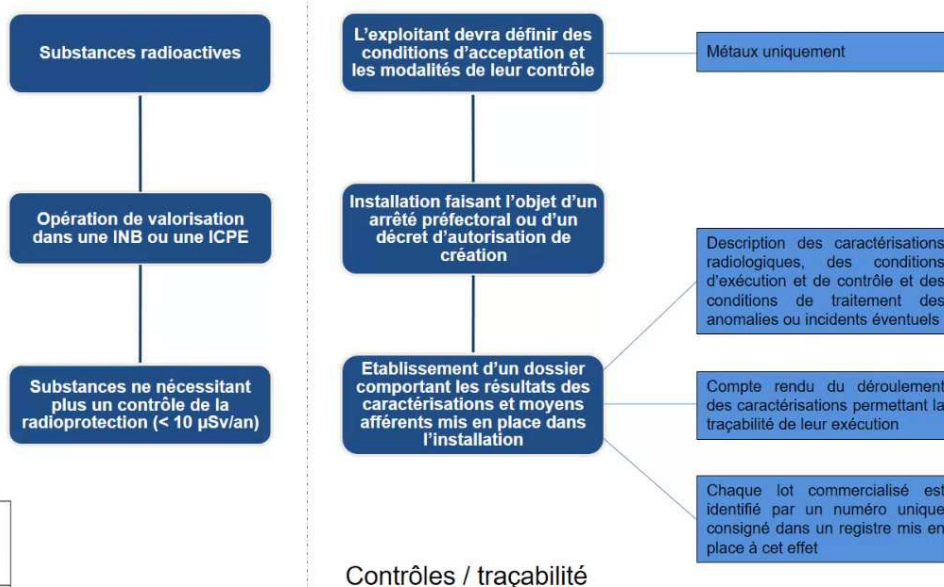 Substances radioactives
Opération de valorisation
dans une INB ou une ICPE
Substances ne nécessitant
plus un contrôle de la
radioprotection (< 10 µSv/an)
L’exploitant devra définir des
conditions d’acceptation et
les modalités de leur contrôle
Métaux uniquement
Installation faisant l’objet d’un
arrêté préfectoral ou d’un
décret d’autorisation de
création
Etablissement d’un dossier
comportant les résultats des
caractérisations et moyens
afférents mis en place dans
l’installation
Description des caractérisations
radiologiques, des conditions
d’exécution et de contrôle et des
conditions de traitement des
anomalies ou incidents éventuels
Compte rendu du déroulement
des caractérisations permettant la
traçabilité de leur exécution
Chaque lot commercialisé est
identifié par un numéro unique
consigné dans un registre mis en
place à cet effet
Contrôles / traçabilité